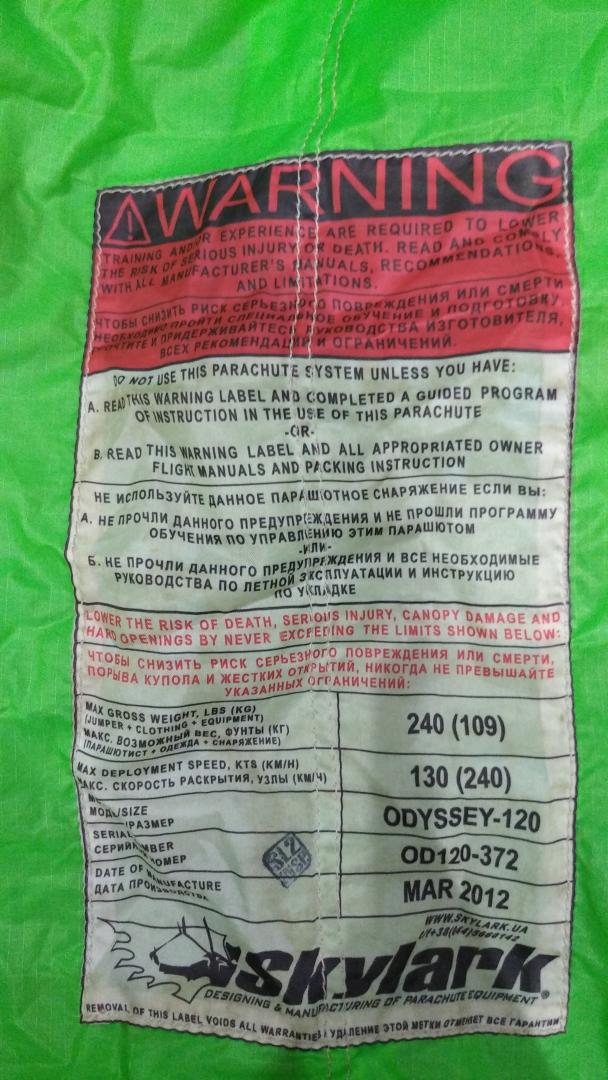 WARNING
TRAINING AND/OR EXPERIENCE ARE REQUIRED TO LOWER
THE RISK OF SERIOUS INJURY OR DEATH. READ AND COMPLY
WITH ALL MANUFACTURER'S MANUALS, RECOMMENDATIONS,
AND LIMITATIONS.
ЧТОБЫ СНИЗИТЬ РИСК СЕРЬЕЗНОГО ПОВРЕЖДЕНИЯ ИЛИ СМЕРТИ
НЕОБХОДИМО ПРОЙТИ СПЕЦИАЛЬНОЕ ОБУЧЕНИЕ И ПОДГОТОВКУ.
ПРОЧТИТЕ И ПРИДЕРЖИВАЙТЕСЬ РУКОВОДСТВА ИЗГОТОВИТЕЛЯ,
ВСЕХ РЕКОМЕНДАЦИЙ И ОГРАНИЧЕНИЙ.
DO NOT USE THIS PARACHUTE SYSTEM UNLESS YOU HAVE:
A. READ THIS WARNING LABEL AND COMPLETED A GUIDED PROGRAM
OF INSTRUCTION IN THE USE OF THIS PARACHUTE
-OR-
B. READ THIS WARNING LABEL AND ALL APPROPRIATED OWNER
FLIGHT MANUALS AND PACKING INSTRUCTION
НЕ ИСПОЛЬЗУЙТЕ ДАННОЕ ПАРАШЮТНОЕ СНАРЯЖЕНИЕ ЕСЛИ ВЫ:
А. НЕ ПРОЧЛИ ДАННОГО ПРЕДУПРЕЖДЕНИЯ И НЕ ПРОШЛИ ПРОГРАММУ
ОБУЧЕНИЯ ПО УПРАВЛЕНИЮ ЭТИМ ПАРАШЮТОМ
-ИЛИ-
Б. НЕ ПРОЧЛИ ДАННОГО ПРЕДУПРЕЖДЕНИЯ И ВСЕ НЕОБХОДИМЫЕ
РУКОВОДСТВА ПО ЛЕТНОЙ ЭКСПЛУАТАЦИИ И ИНСТРУКЦИЮ
ПО УКЛАДКЕ
LOWER THE RISK OF DEATH, SERIOUS INJURY, CANOPY DAMAGE AND
HARD OPENINGS BY NEVER EXCEEDING THE LIMITS SHOWN BELOW:
ЧТОБЫ СНИЗИТЬ РИСК СЕРЬЕЗНОГО ПОВРЕЖДЕНИЯ ИЛИ СМЕРТИ,
ПОРЫВА КУПОЛА И ЖЕСТКИХ ОТКРЫТИЙ, НИКОГДА НЕ ПРЕВЫШАЙТЕ
УКАЗАННЫХ ОГРАНИЧЕНИЙ:
MAX GROSS WEIGHT, LBS (KG)
(JUMPER + CLOTHING + EQUIPMENT)
МАКС. ВОЗМОЖНЫЙ ВЕС, ФУНТЫ (КГ)
(ПАРАШЮТИСТ + ОДЕЖДА + СНАРЯЖЕНИЕ)
240 (109)
MAX DEPLOYMENT SPEED, KTS (KM/H)
МАКС. СКОРОСТЬ РАСКРЫТИЯ, УЗЛЫ (КМ/Ч)
130 (240)
/SIZE
/РАЗМЕР
ODYSSEY-120
SERIAL NUMBER
СЕРИЙНЫЙ НОМЕР
OD120-372
DATE OF MANUFACTURE
ДАТА ПРОИЗВОДСТВА
MAR 2012
WWW.SKYLARK.UA
skylark®
DESIGNING & MANUFACTURING OF PARACHUTE EQUIPMENT
REMOVAL OF THIS LABEL VOIDS ALL WARRANTIES УДАЛЕНИЕ ЭТОЙ МЕТКИ ОТМЕНЯЕТ ВСЕ ГАРАНТИИ